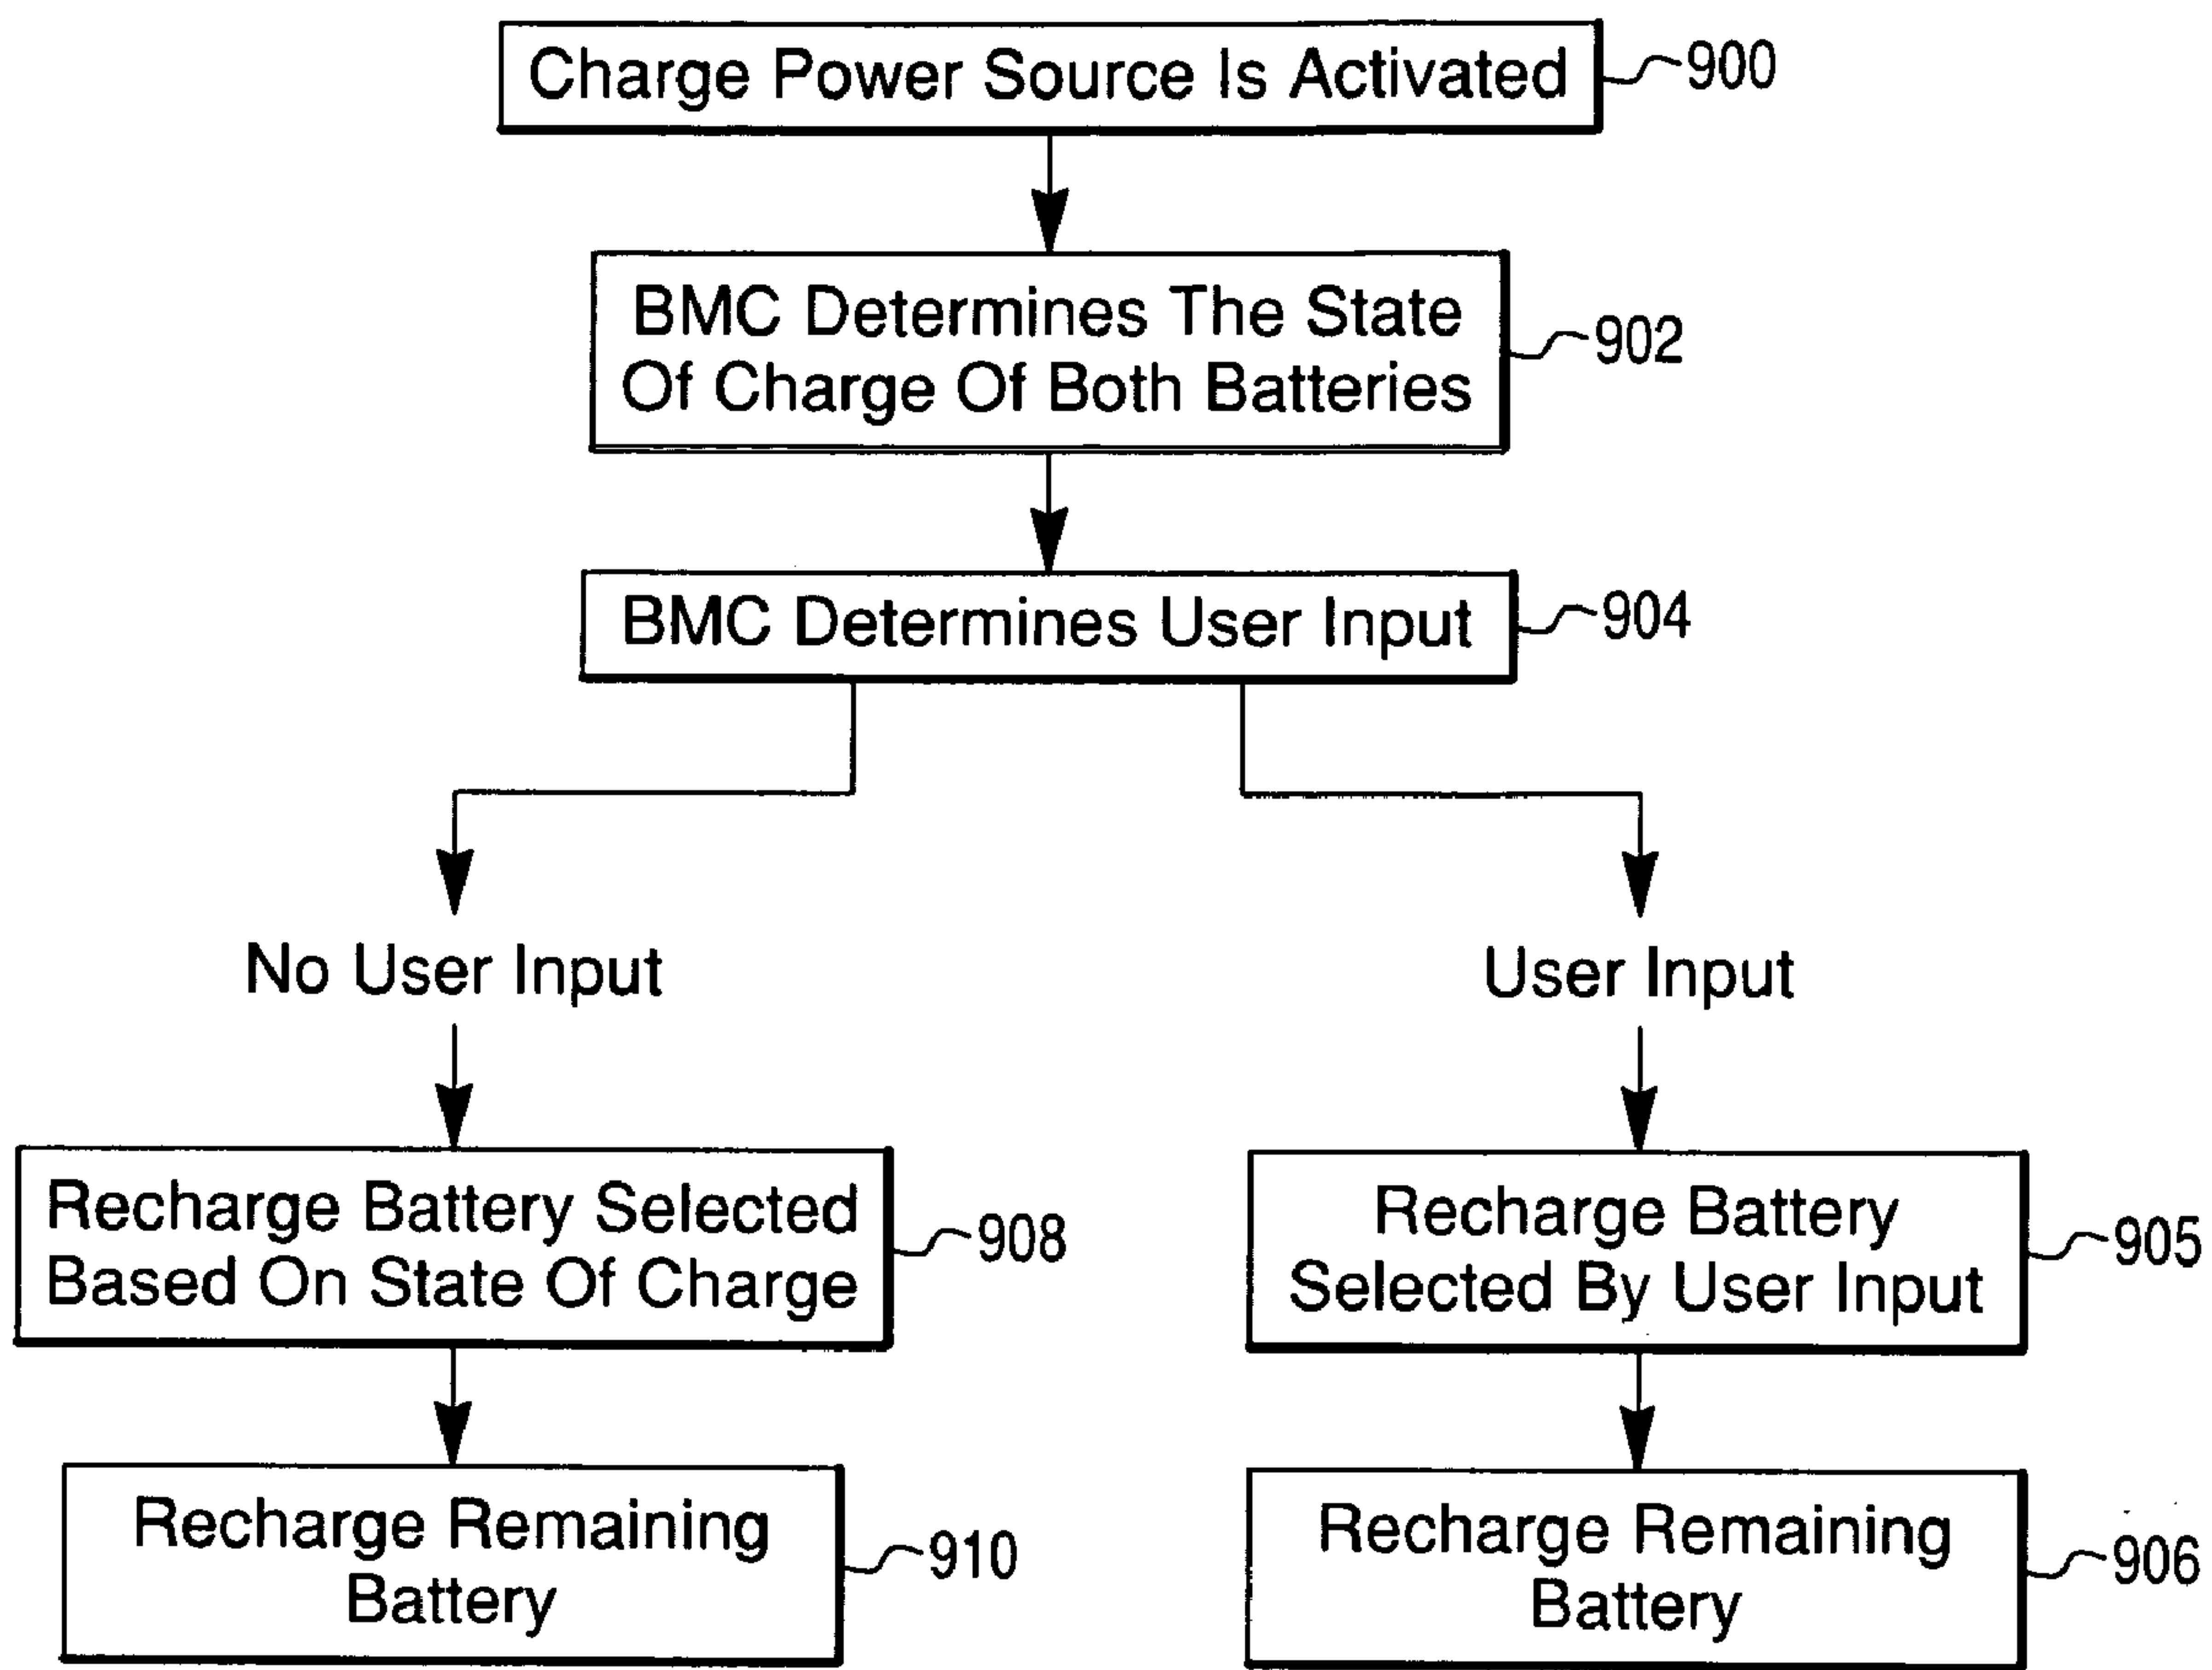 Charge Power Source Is Activated
900
BMC Determines The State
Of Charge Of Both Batteries
902
BMC Determines User Input
904
No User Input
User Input
Recharge Battery Selected
Based On State Of Charge
908
Recharge Battery
Selected By User Input
905
Recharge Remaining
Battery
910
Recharge Remaining
Battery
906